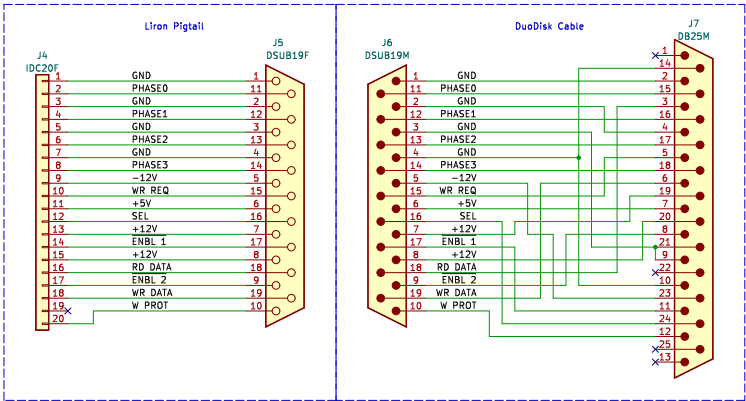 Liron Pigtail
J4
IDC20F
J5
DSUB19F
1 GND 1
2 PHASE0 11
3 GND 2
4 PHASE1 12
5 GND 3
6 PHASE2 13
7 GND 4
8 PHASE3 14
9 -12V 5
10 WR REQ 15
11 +5V 6
12 SEL 16
13 +12V 7
14 ENBL 1 17
15 +12V 8
16 RD DATA 18
17 ENBL 2 9
18 WR DATA 19
19 W PROT 10
20
DuoDisk Cable
J6
DSUB19M
J7
DB25M
1
14
1 GND 2
11 PHASE0 15
2 GND 3
12 PHASE1 16
3 GND 4
13 PHASE2 17
4 GND 5
14 PHASE3 18
5 -12V 6
15 WR REQ 19
6 +5V 7
16 SEL 20
7 +12V 8
17 ENBL 1 21
8 +12V 9
18 RD DATA 22
9 ENBL 2 10
19 WR DATA 23
10 W PROT 11
24
12
25
13